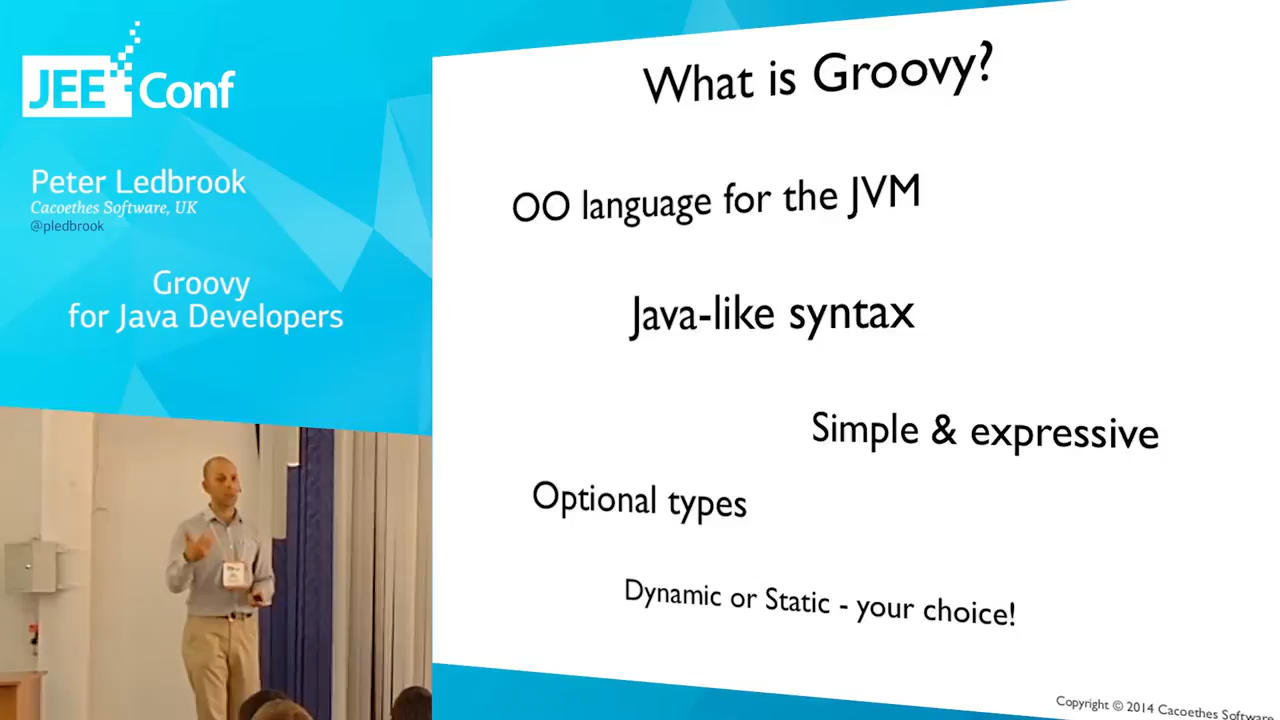 JEE Conf
Peter Ledbrook
Cacoethes Software, UK
@pledbrook
Groovy
for Java Developers
What is Groovy?
OO language for the JVM
Java-like syntax
Simple & expressive
Optional types
Dynamic or Static - your choice!
Copyright © 2014 Cacoethes Software